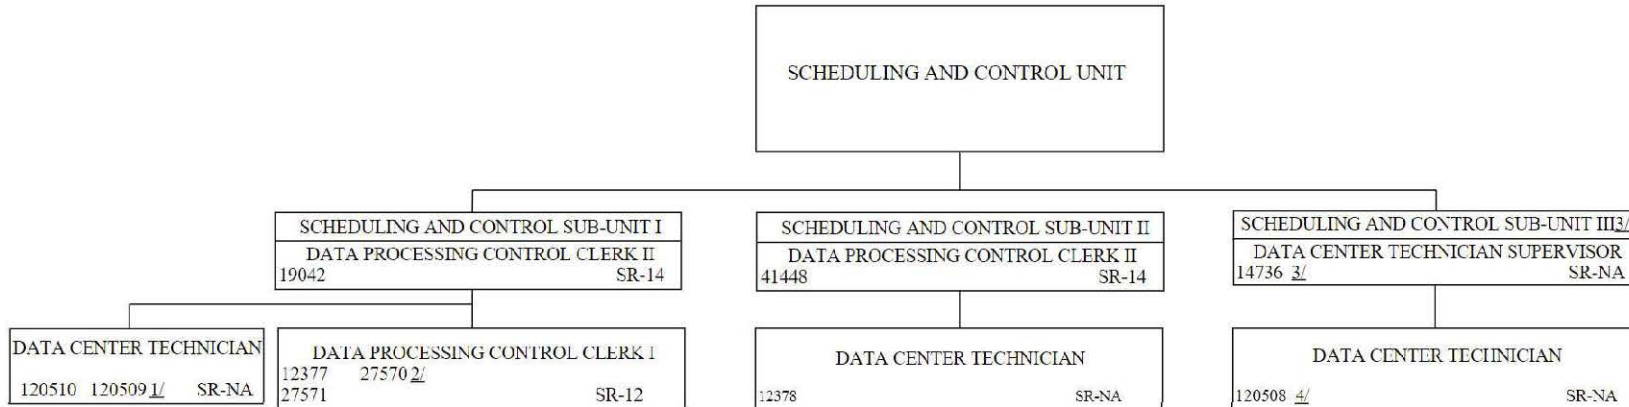 SCHEDULING AND CONTROL UNIT
SCHEDULING AND CONTROL SUB-UNIT I
DATA PROCESSING CONTROL CLERK II
19042 SR-14
SCHEDULING AND CONTROL SUB-UNIT II
DATA PROCESSING CONTROL CLERK II
41448 SR-14
SCHEDULING AND CONTROL SUB-UNIT III3/
DATA CENTER TECHNICIAN SUPERVISOR
14736 3/ SR-NA
DATA CENTER TECHNICIAN
120510 120509 1/ SR-NA
DATA PROCESSING CONTROL CLERK I
12377 27570 2/
27571 SR-12
DATA CENTER TECHNICIAN
12378 SR-NA
DATA CENTER TECHNICIAN
120508 4/ SR-NA